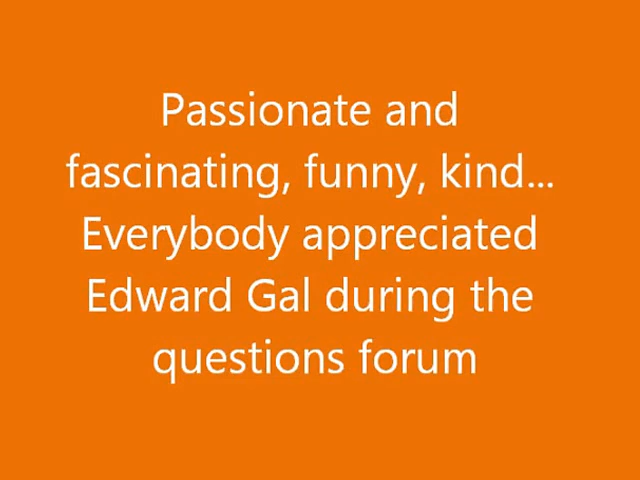 Passionate and
fascinating, funny, kind...
Everybody appreciated
Edward Gal during the
questions forum